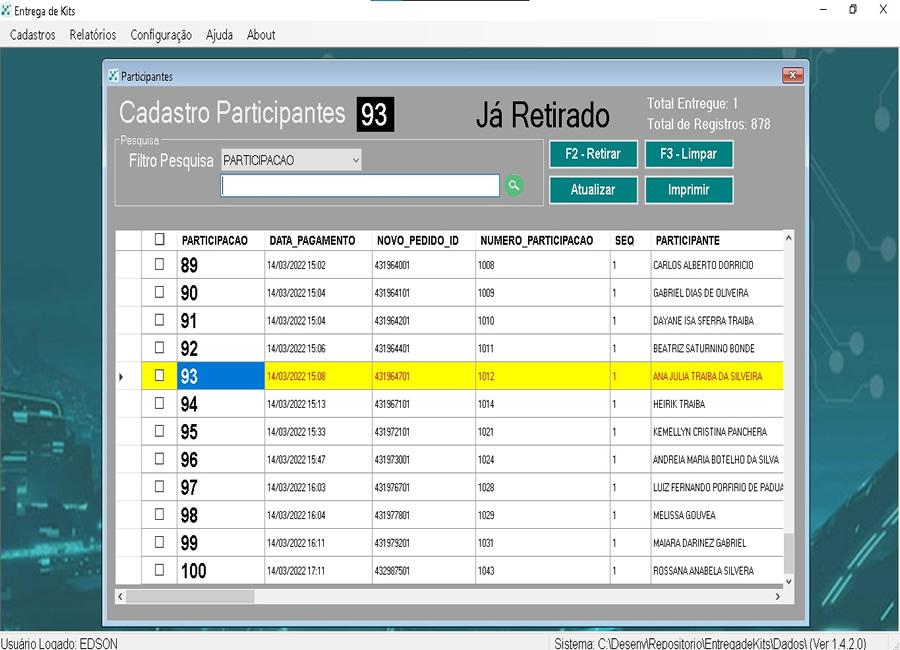 Entrega de Kits
Cadastros Relatórios Configuração Ajuda About
Participantes
Cadastro Participantes 93 Já Retirado
Total Entregue: 1
Total de Registros: 878
Pesquisa
Filtro Pesquisa PARTICIPACAO
F2 - Retirar F3 - Limpar
Atualizar Imprimir
PARTICIPACAO DATA_PAGAMENTO NOVO_PEDIDO_ID NUMERO_PARTICIPACAO SEQ PARTICIPANTE
89 14/03/2022 15:02 431964001 1008 1 CARLOS ALBERTO DORRICIO
90 14/03/2022 15:04 431964101 1009 1 GABRIEL DIAS DE OLIVEIRA
91 14/03/2022 15:04 431964201 1010 1 DAYANE ISA SFERRA TRAIBA
92 14/03/2022 15:06 431964401 1011 1 BEATRIZ SATURNINO BONDE
93 14/03/2022 15:08 431964701 1012 1 ANA JULIA TRAIBA DA SILVEIRA
94 14/03/2022 15:13 431967101 1014 1 HEIRIK TRAIBA
95 14/03/2022 15:33 431972101 1021 1 KEMELLYN CRISTINA PANCHERA
96 14/03/2022 15:47 431973001 1024 1 ANDREIA MARIA BOTELHO DA SILVA
97 14/03/2022 16:03 431976701 1028 1 LUIZ FERNANDO PORFIRIO DE PADUA
98 14/03/2022 16:04 431977801 1029 1 MELISSA GOUVEA
99 14/03/2022 16:11 431979201 1031 1 MAIARA DARINEZ GABRIEL
100 14/03/2022 17:11 432987501 1043 1 ROSSANA ANABELA SILVERA
Usuário Logado: EDSON Sistema: C:\Desenv\Repositorio\EntregadeKits\Dados\ (Ver 1.4.2.0)